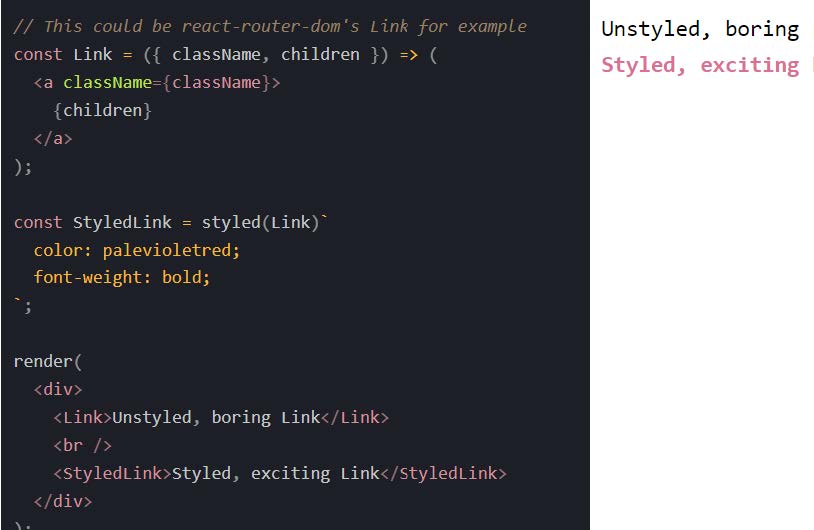 // This could be react-router-dom's Link for example
const Link = ({ className, children }) => (
  <a className={className}>
    {children}
  </a>
);

const StyledLink = styled(Link)`
  color: palevioletred;
  font-weight: bold;
`;

render(
  <div>
    <Link>Unstyled, boring Link</Link>
    <br />
    <StyledLink>Styled, exciting Link</StyledLink>
  </div>
);
Unstyled, boring
Styled, exciting